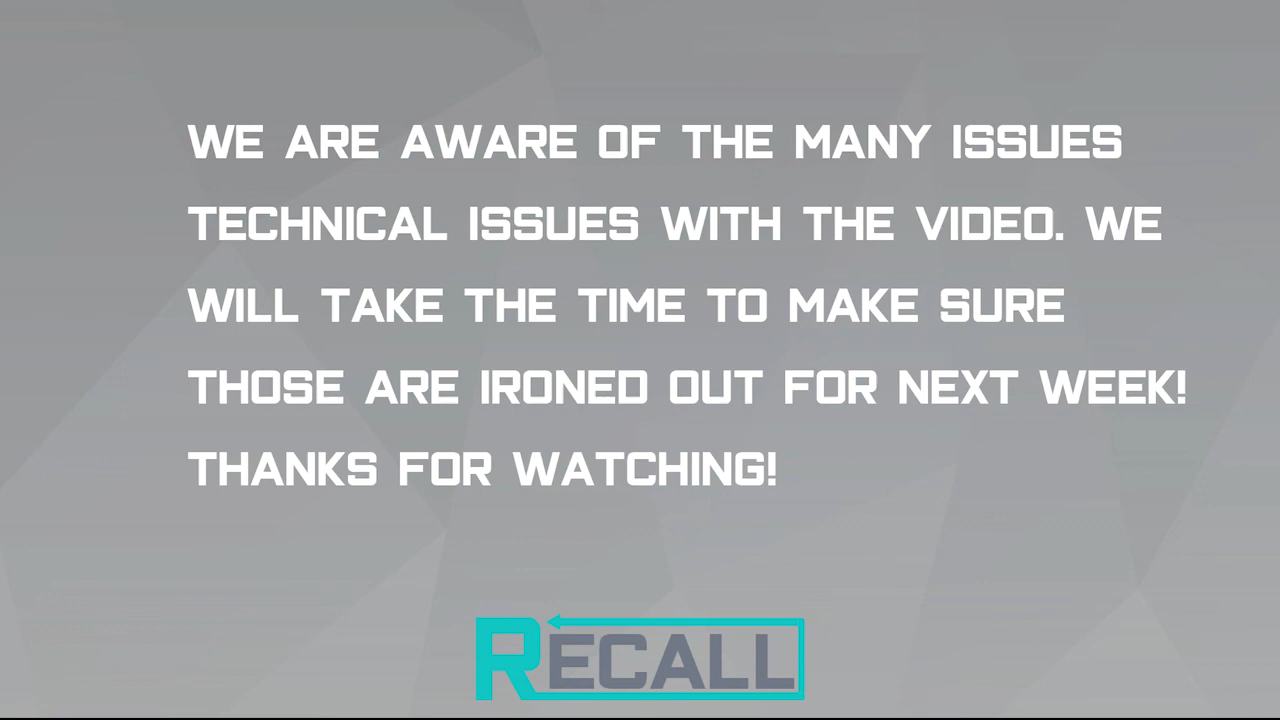 WE ARE AWARE OF THE MANY ISSUES
TECHNICAL ISSUES WITH THE VIDEO. WE
WILL TAKE THE TIME TO MAKE SURE
THOSE ARE IRONED OUT FOR NEXT WEEK!
THANKS FOR WATCHING!
RECALL